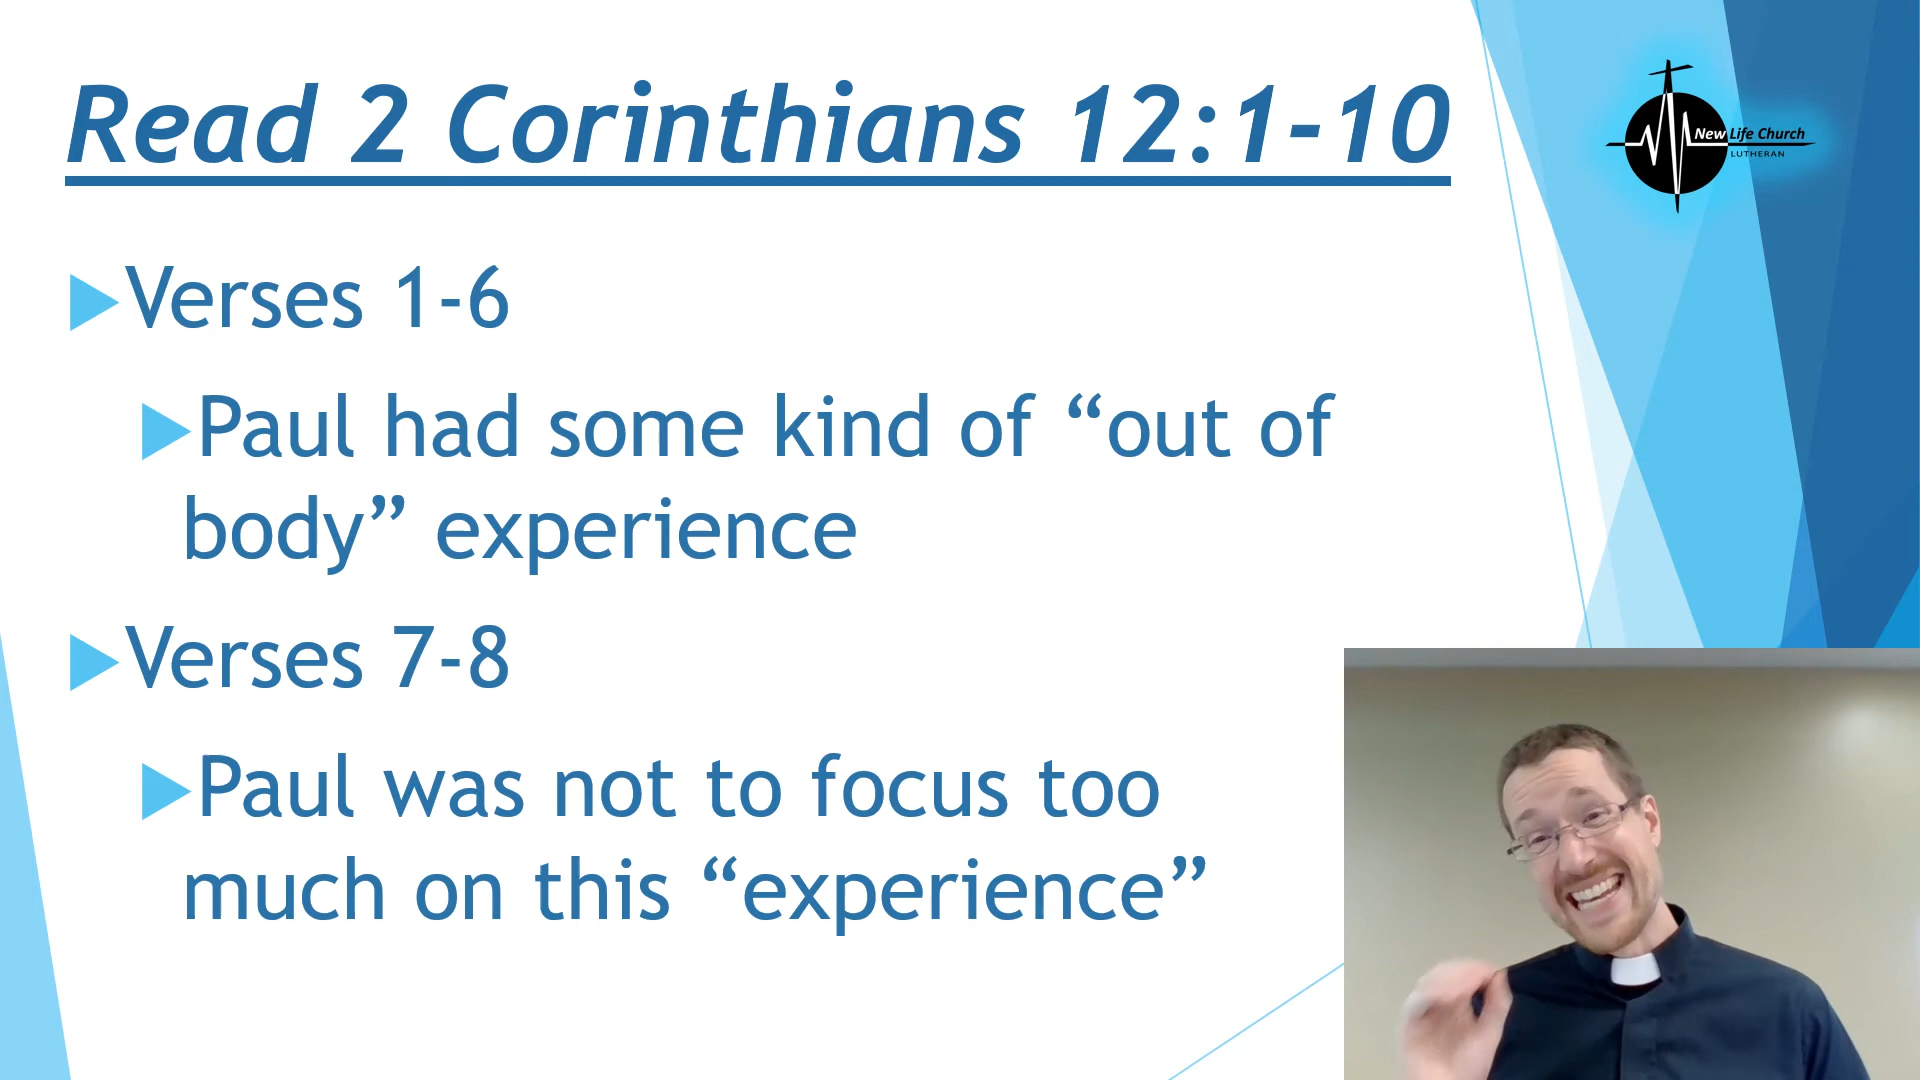 Read 2 Corinthians 12:1-10
New Life Church
LUTHERAN
Verses 1-6
Paul had some kind of “out of
body” experience
Verses 7-8
Paul was not to focus too
much on this “experience”